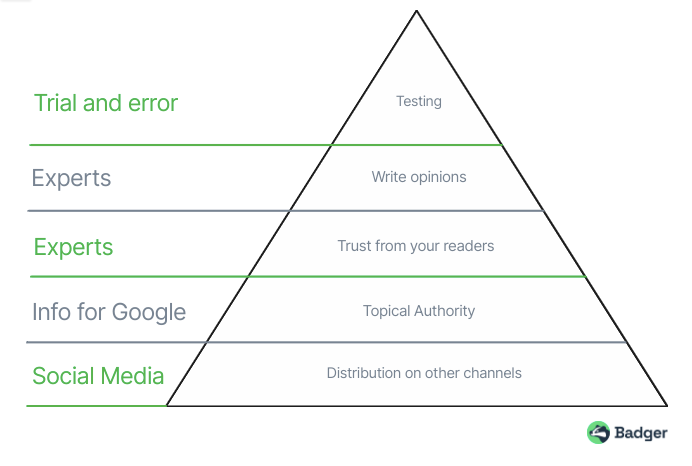 Trial and error
Testing
Experts
Write opinions
Experts
Trust from your readers
Info for Google
Topical Authority
Social Media
Distribution on other channels
Badger